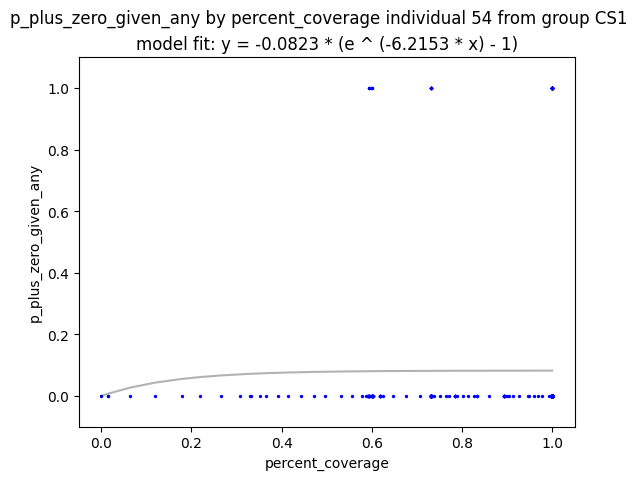 p_plus_zero_given_any by percent_coverage individual 54 from group CS1
model fit: y = -0.0823 * (e ^ (-6.2153 * x) - 1)
1.0
0.8
0.6
0.4
0.2
0.0
p_plus_zero_given_any
0.0 0.2 0.4 0.6 0.8 1.0
percent_coverage